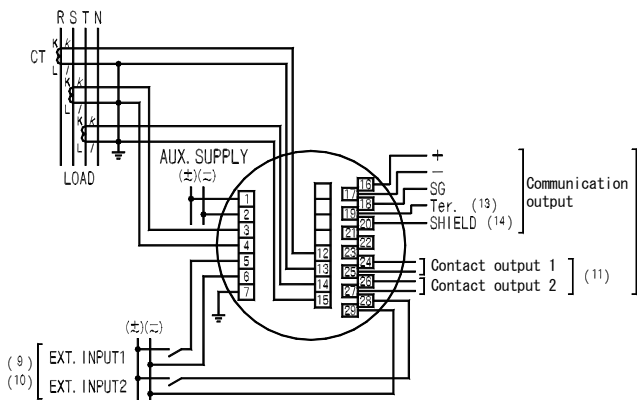 R S T N
CT
K k
L l
K k
L l
K k
L l
LOAD
AUX. SUPPLY
(±)(=)
1
2
3
4
5
6
7
12
13
14
15
16
17
18
19
20
21
22
23
24
25
26
27
28
29
+
−
SG
Ter. (13)
SHIELD (14)
Communication
output
Contact output 1
Contact output 2
(11)
(9)
(10)
EXT. INPUT1
EXT. INPUT2